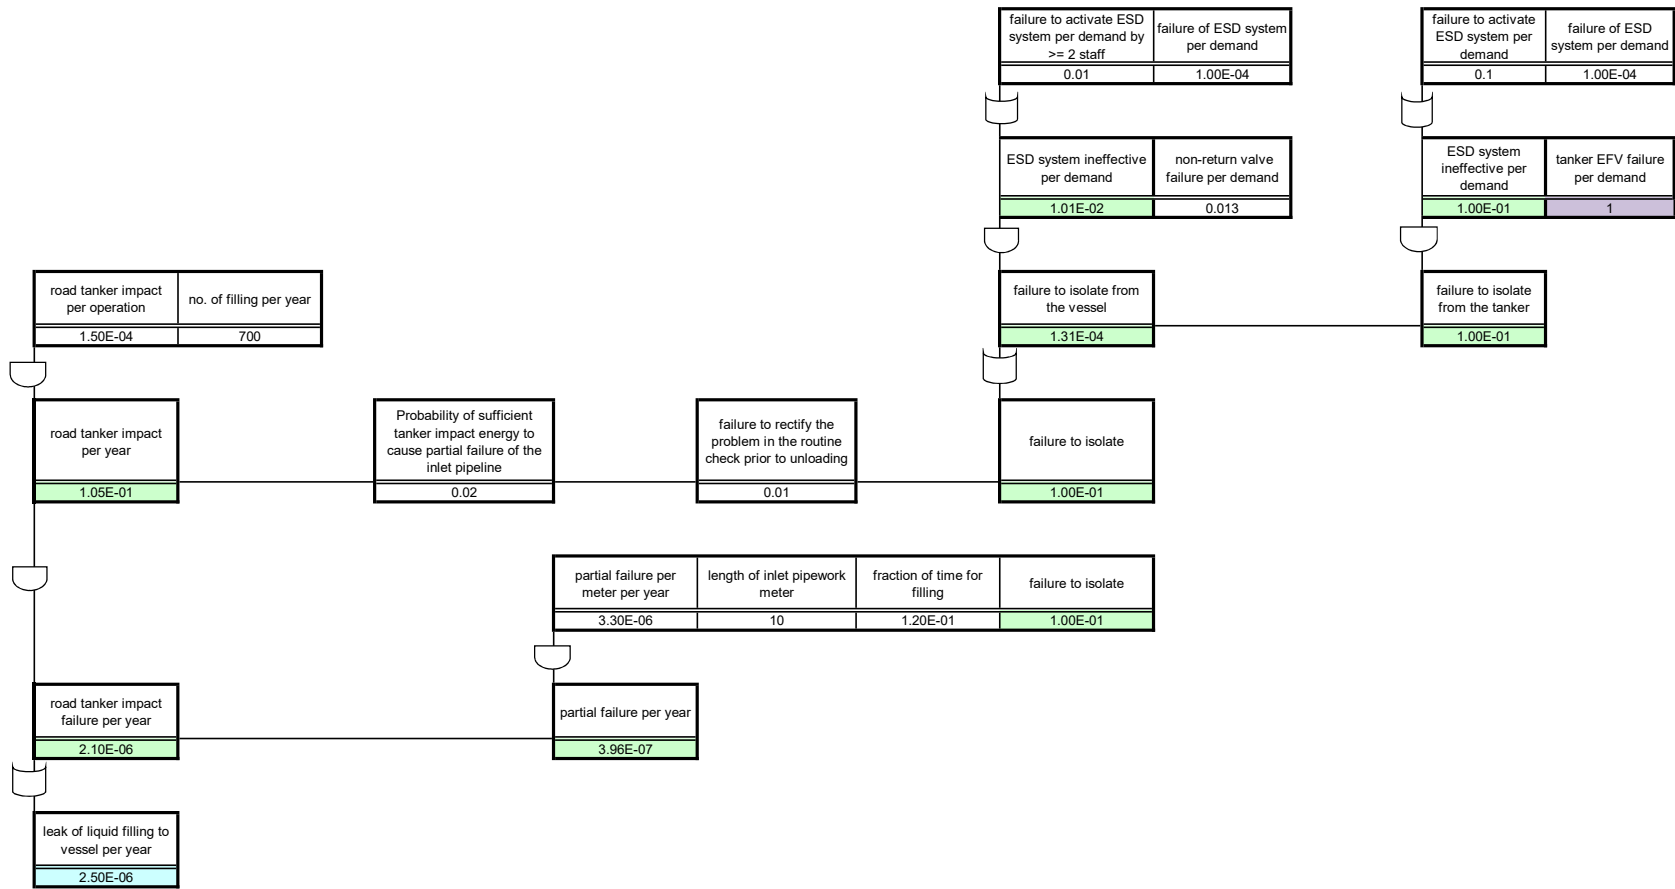 failure to activate ESD
system per demand by
>= 2 staff
failure of ESD system
per demand
0.01
1.00E-04
failure to activate
ESD system per
demand
failure of ESD
system per demand
0.1
1.00E-04
ESD system ineffective
per demand
non-return valve
failure per demand
1.01E-02
0.013
ESD system
ineffective per
demand
tanker EFV failure
per demand
1.00E-01
1
road tanker impact
per operation
no. of filling per year
1.50E-04
700
failure to isolate from
the vessel
1.31E-04
failure to isolate
from the tanker
1.00E-01
road tanker impact
per year
1.05E-01
Probability of sufficient
tanker impact energy to
cause partial failure of the
inlet pipeline
0.02
failure to rectify the
problem in the routine
check prior to unloading
0.01
failure to isolate
1.00E-01
partial failure per
meter per year
length of inlet pipework
meter
fraction of time for
filling
failure to isolate
3.30E-06
10
1.20E-01
1.00E-01
road tanker impact
failure per year
2.10E-06
partial failure per year
3.96E-07
leak of liquid filling to
vessel per year
2.50E-06